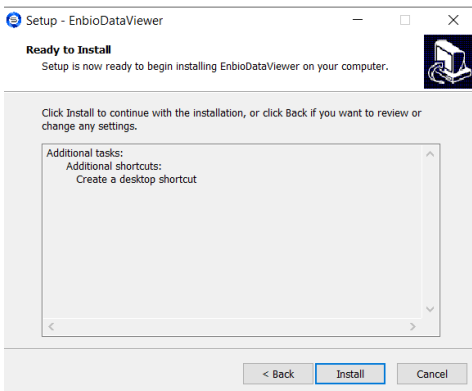 Setup - EnbioDataViewer
Ready to Install
Setup is now ready to begin installing EnbioDataViewer on your computer.
Click Install to continue with the installation, or click Back if you want to review or
change any settings.
Additional tasks:
Additional shortcuts:
Create a desktop shortcut
< Back
Install
Cancel